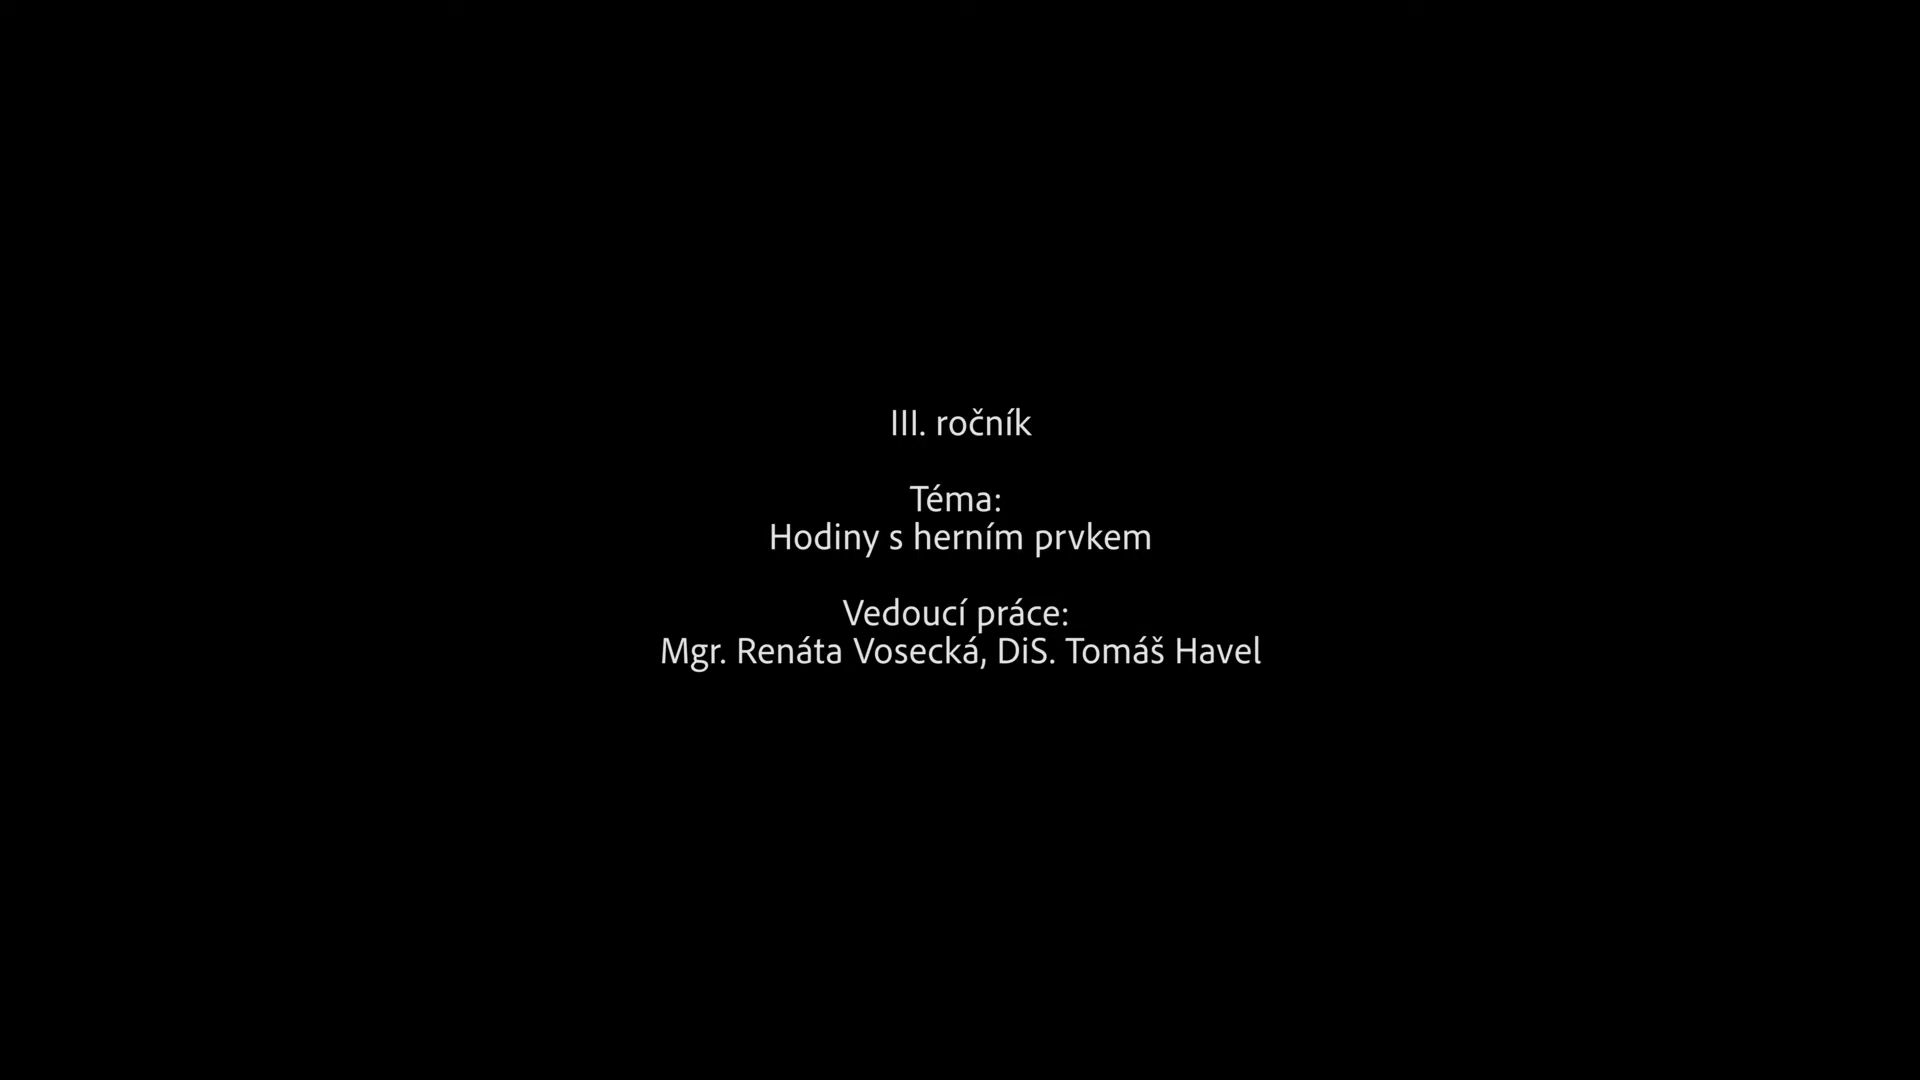 III. ročník
Téma:
Hodiny s herním prvkem
Vedoucí práce:
Mgr. Renáta Vosecká, DiS. Tomáš Havel